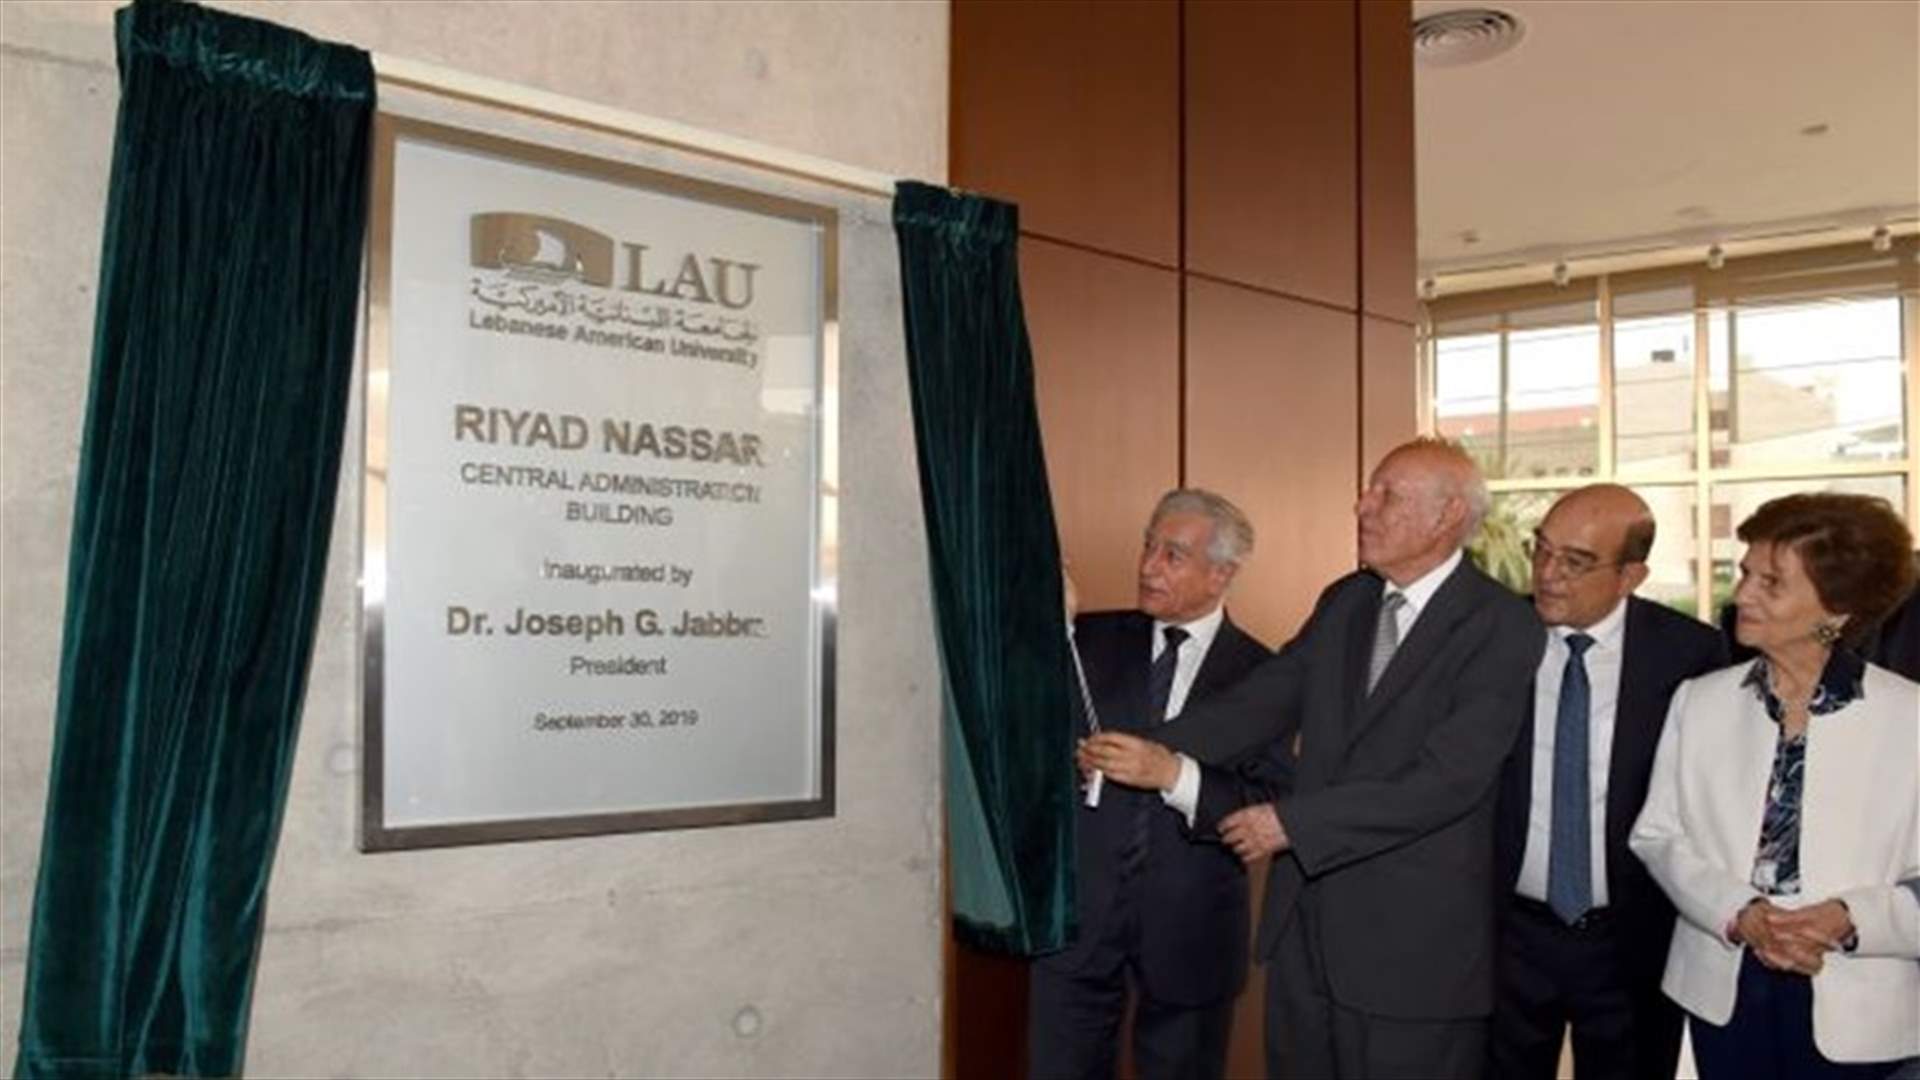 LAU
الجامعة اللبنانية الأميركية
Lebanese American University
RIYAD NASSAR
CENTRAL ADMINISTRATION
BUILDING
Inaugurated by
Dr. Joseph G. Jabbra
President
September 30, 2019